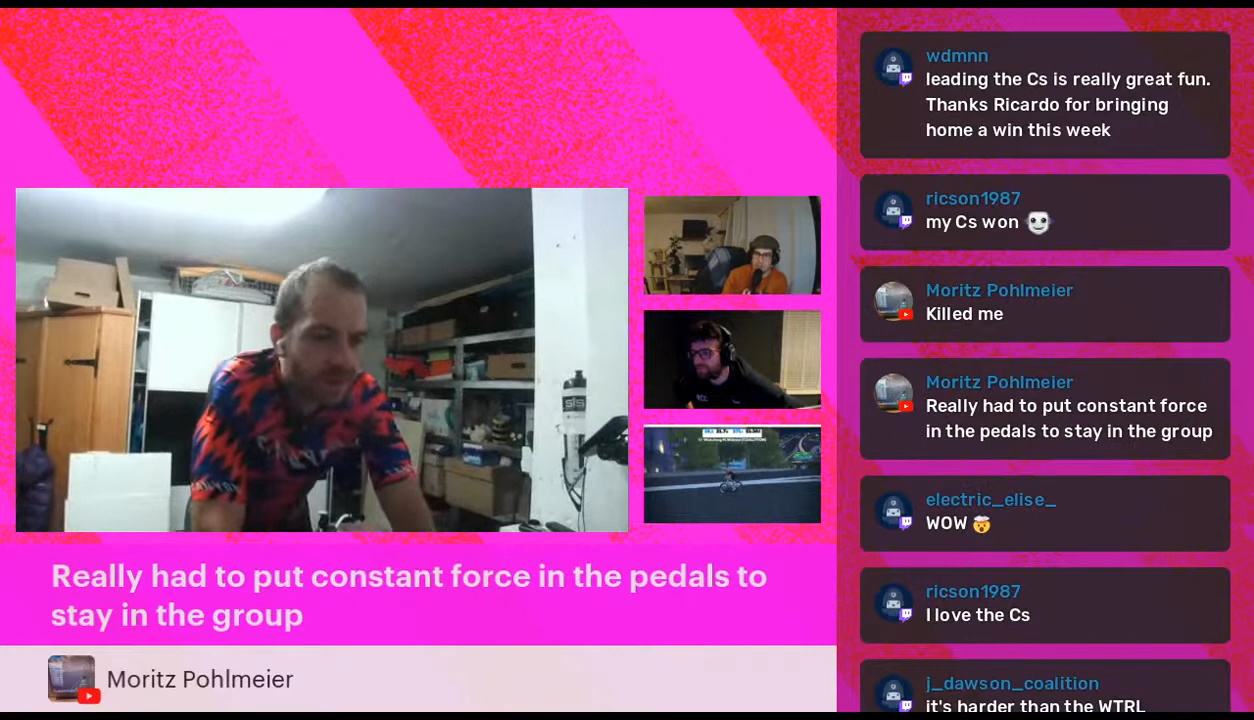 wdmnn
leading the Cs is really great fun.
Thanks Ricardo for bringing
home a win this week
ricson1987
my Cs won
Moritz Pohlmeier
Killed me
Moritz Pohlmeier
Really had to put constant force
in the pedals to stay in the group
electric_elise_
WOW 🤯
ricson1987
I love the Cs
j_dawson_coalition
it's harder than the WTRL
SiS
Really had to put constant force in the pedals to
stay in the group
Moritz Pohlmeier